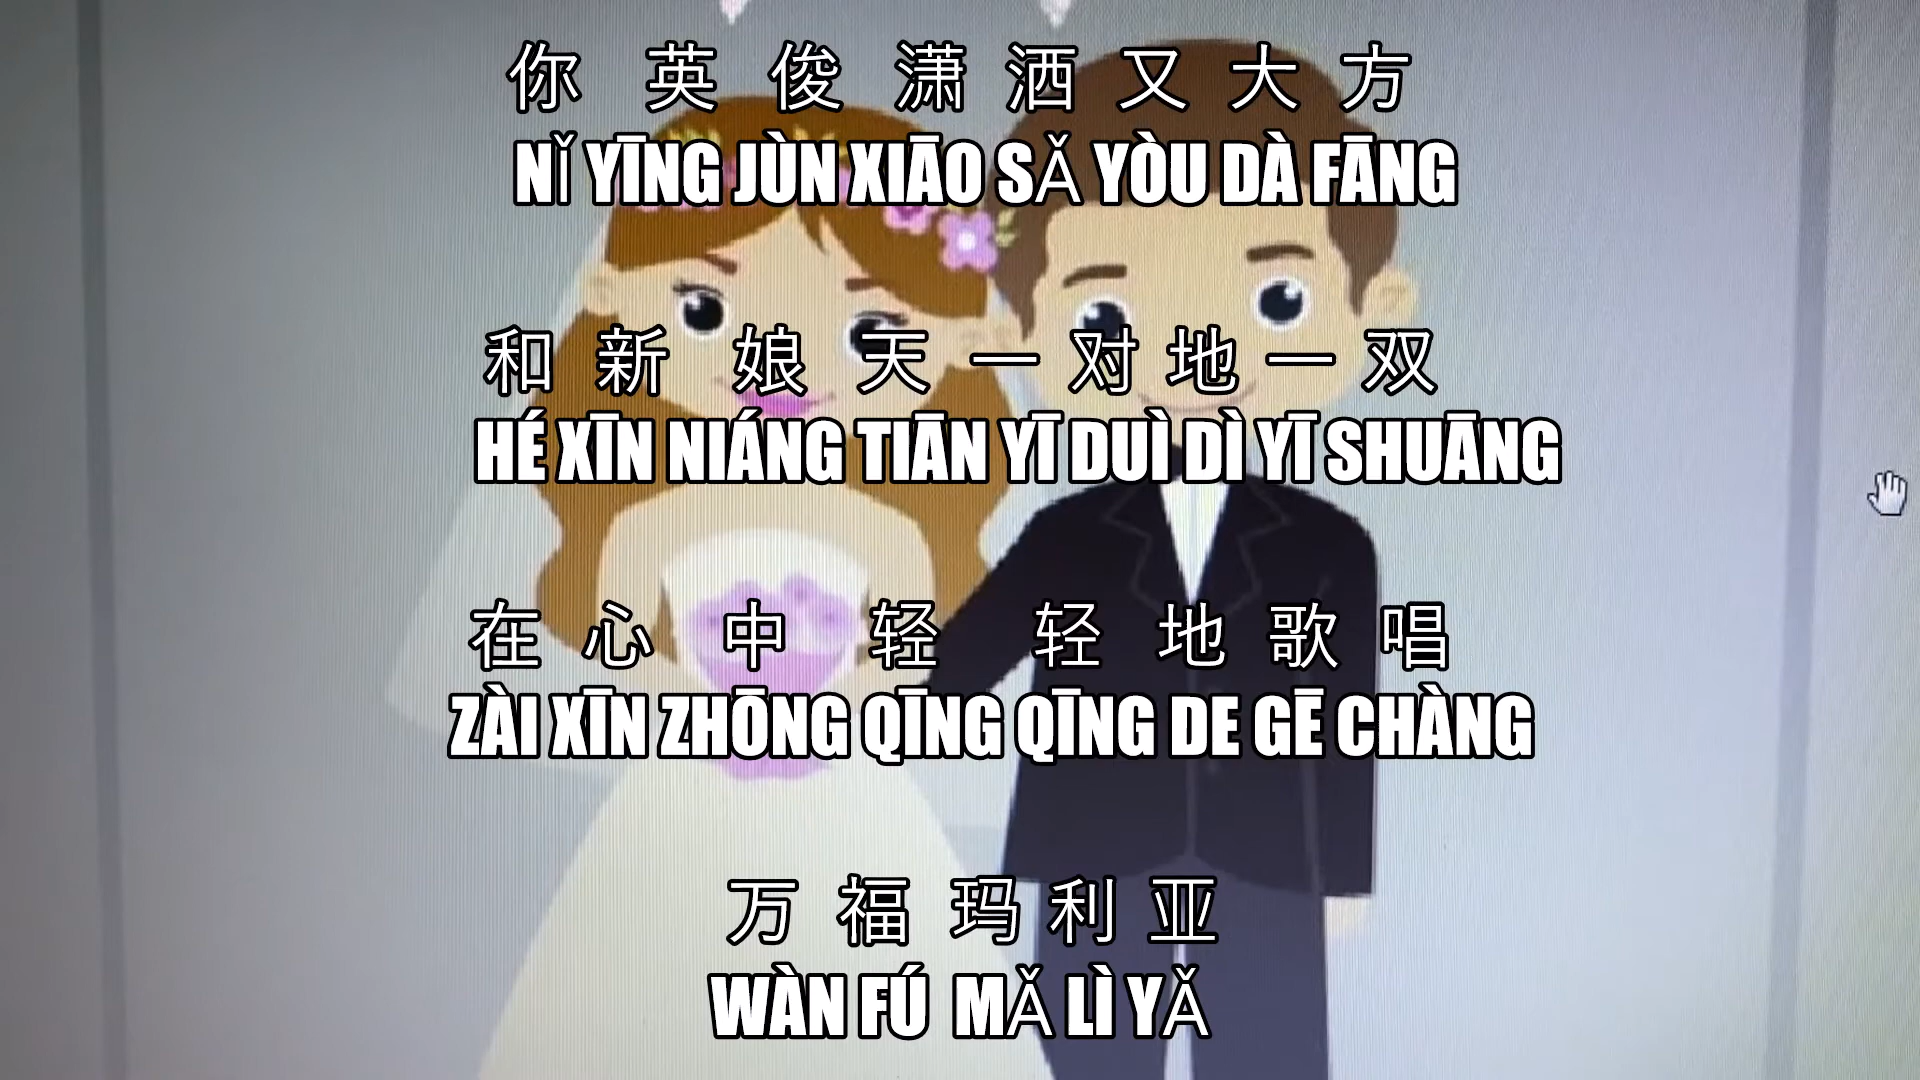 你 英 俊 潇 洒 又 大 方
NǏ YĪNG JÙN XIĀO SǍ YÒU DÀ FĀNG
和 新 娘 天 一 对 地 一 双
HÉ XĪN NIÁNG TIĀN YĪ DUÌ DÌ YĪ SHUĀNG
在 心 中 轻 轻 地 歌 唱
ZÀI XĪN ZHŌNG QĪNG QĪNG DE GĒ CHÀNG
万 福 玛 利 亚
WÀN FÚ MǍ LÌ YǍ